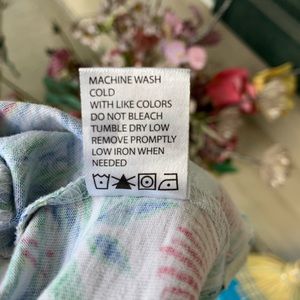 MACHINE WASH
COLD
WITH LIKE COLORS
DO NOT BLEACH
TUMBLE DRY LOW
REMOVE PROMPTLY
LOW IRON WHEN
NEEDED